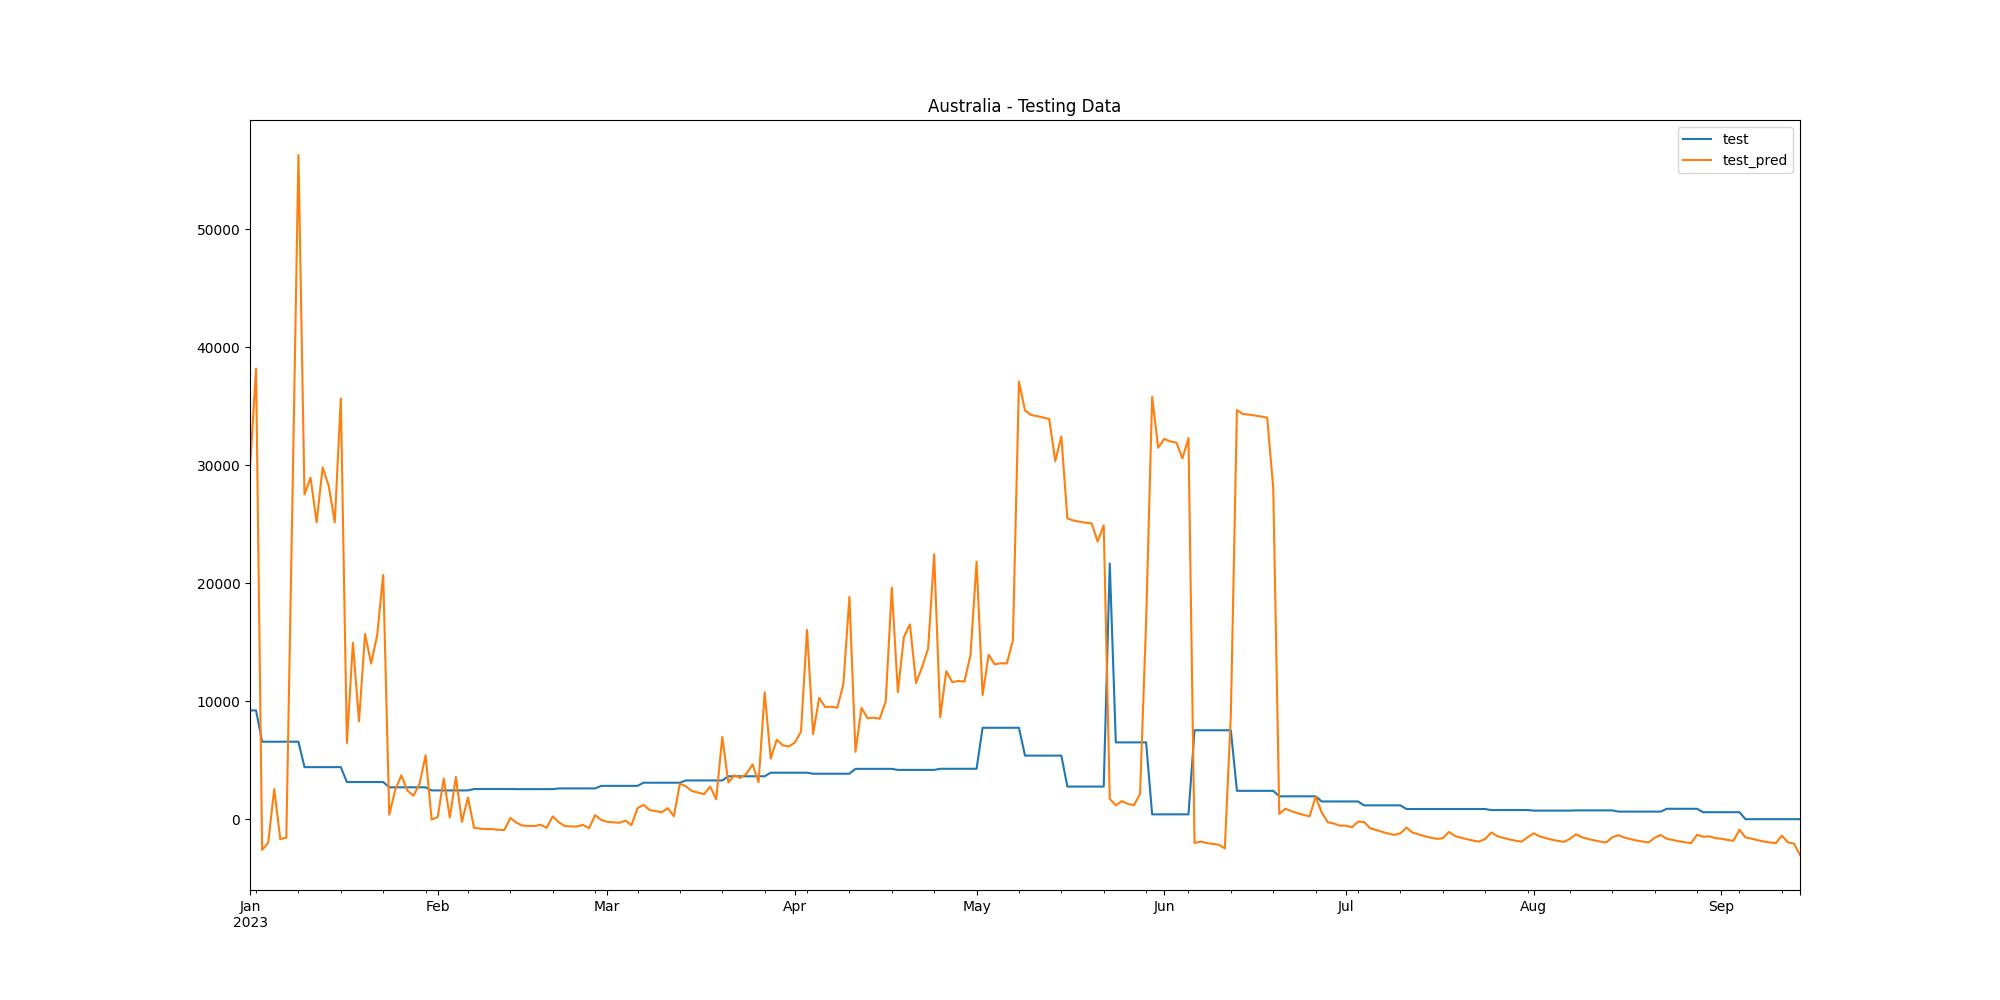 Australia - Testing Data
test
test_pred
50000
40000
30000
20000
10000
0
Jan Feb Mar Apr May Jun Jul Aug Sep
2023